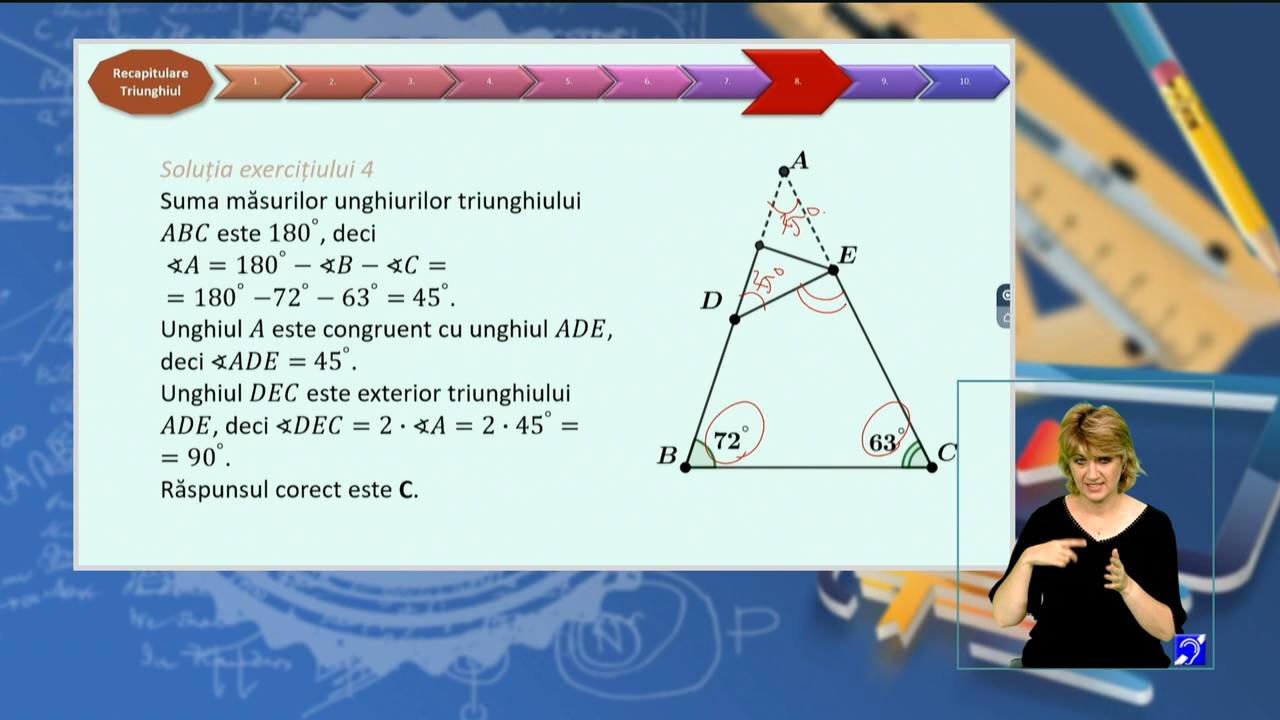 Recapitulare
Triunghiul
1.
2.
3.
4.
5.
6.
7.
8.
9.
10.
Soluția exercițiului 4
Suma măsurilor unghiurilor triunghiului
ABC este 180°, deci
∢A = 180° − ∢B − ∢C =
= 180° −72° − 63° = 45°.
Unghiul A este congruent cu unghiul ADE,
deci ∢ADE = 45°.
Unghiul DEC este exterior triunghiului
ADE, deci ∢DEC = 2 · ∢A = 2 · 45° =
= 90°.
Răspunsul corect este C.
A
45°
E
45°
D
72°
63°
B
C
P